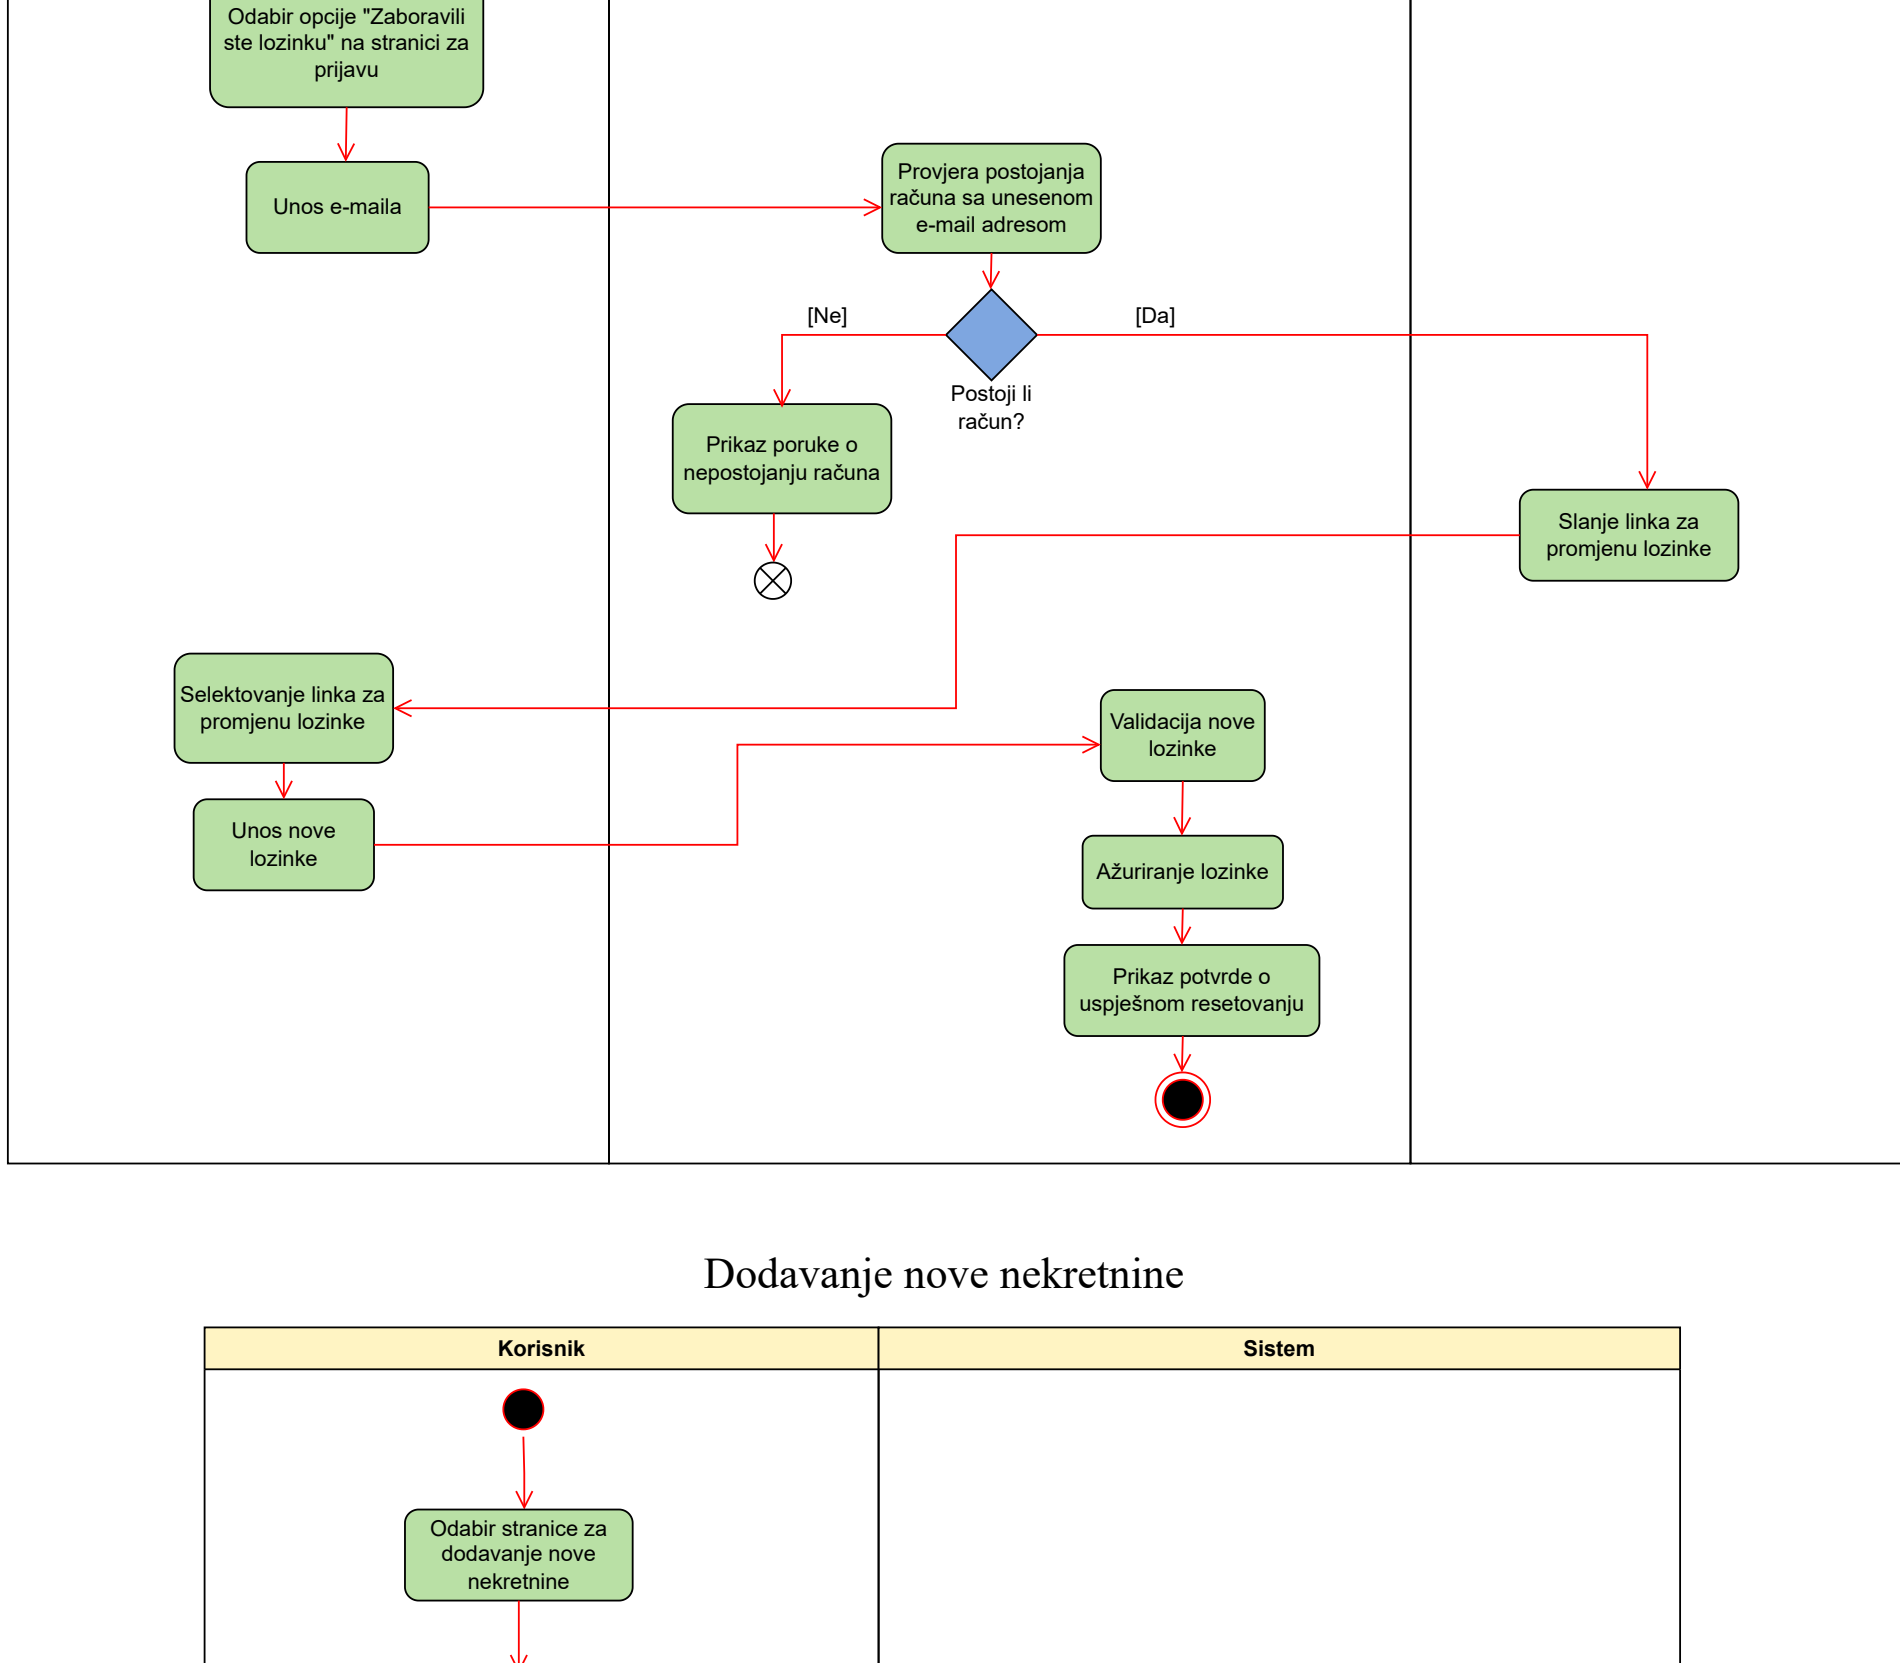 Odabir opcije "Zaboravili
ste lozinku" na stranici za
prijavu
Unos e-maila
Provjera postojanja
računa sa unesenom
e-mail adresom
[Ne]
[Da]
Postoji li
račun?
Prikaz poruke o
nepostojanju računa
Slanje linka za
promjenu lozinke
Selektovanje linka za
promjenu lozinke
Validacija nove
lozinke
Unos nove
lozinke
Ažuriranje lozinke
Prikaz potvrde o
uspješnom resetovanju
Dodavanje nove nekretnine
Korisnik
Sistem
Odabir stranice za
dodavanje nove
nekretnine